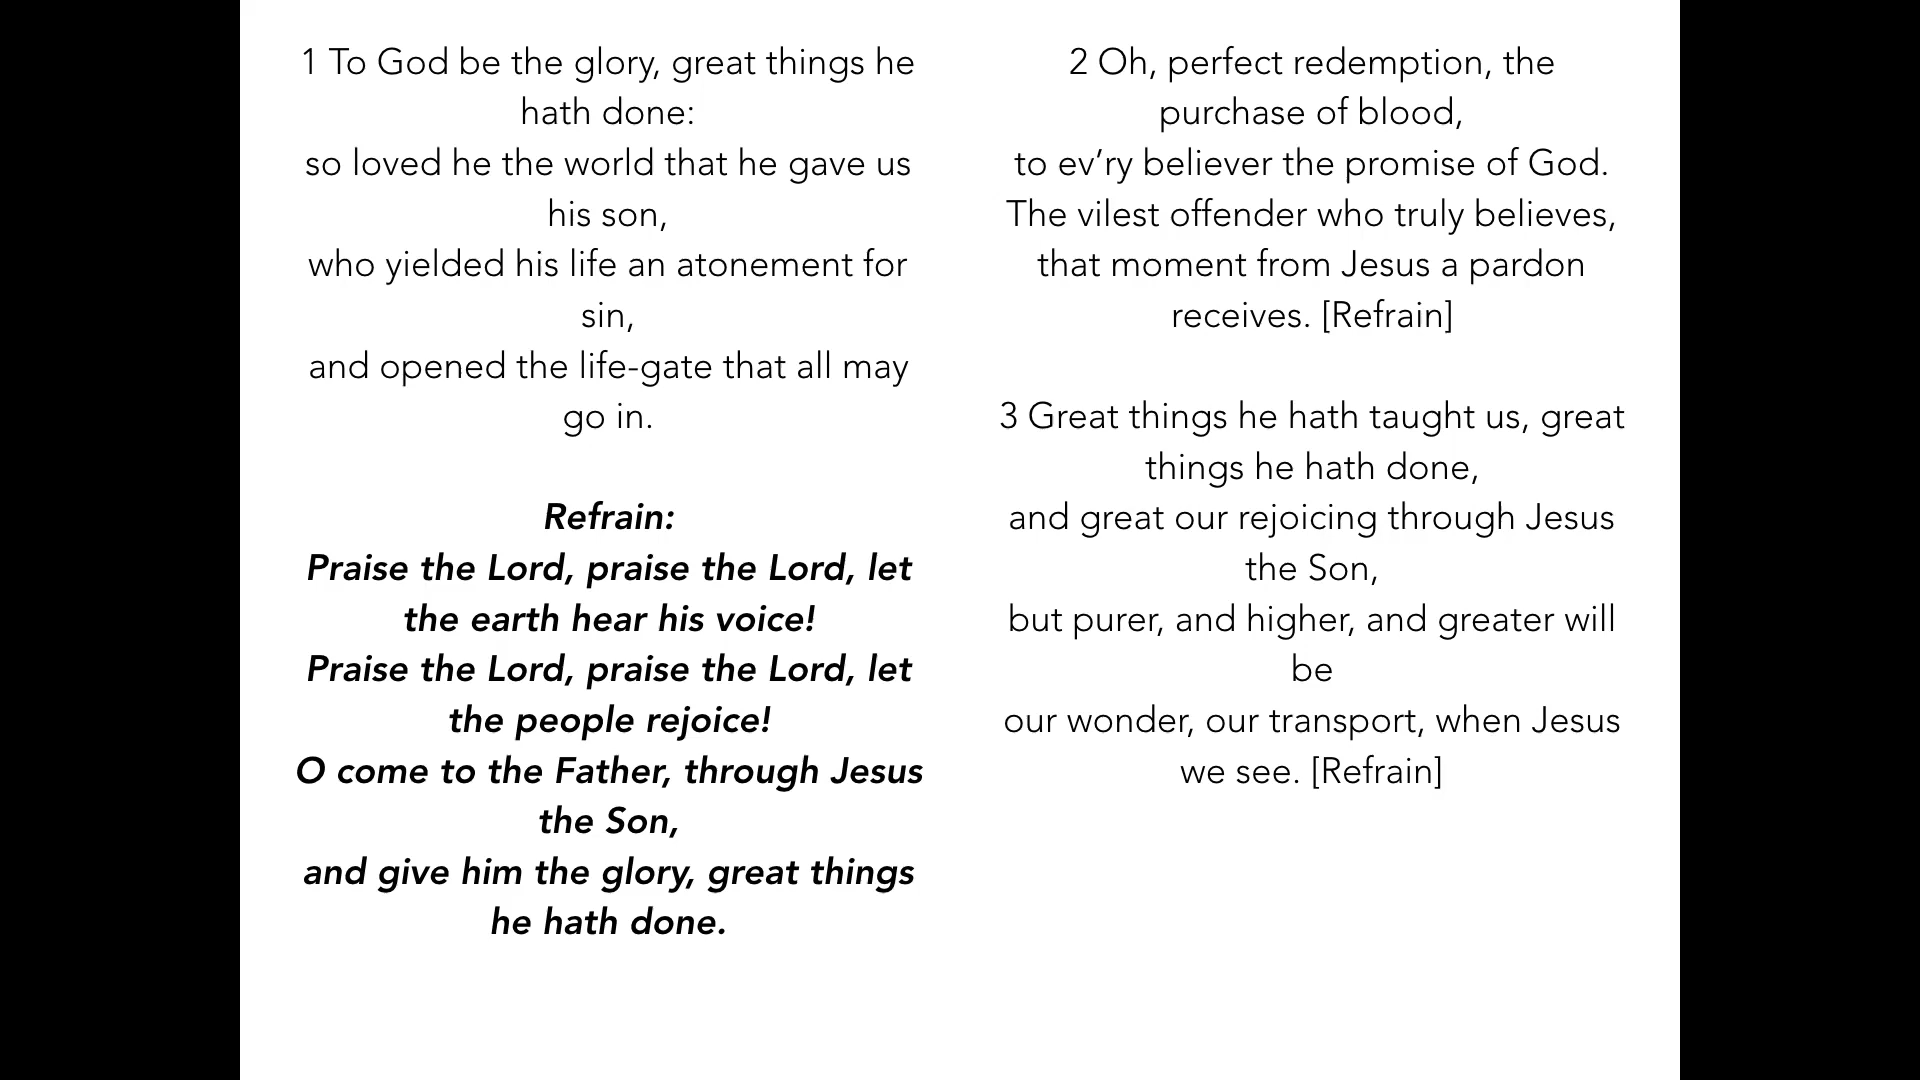 1 To God be the glory, great things he
hath done:
so loved he the world that he gave us
his son,
who yielded his life an atonement for
sin,
and opened the life-gate that all may
go in.
Refrain:
Praise the Lord, praise the Lord, let
the earth hear his voice!
Praise the Lord, praise the Lord, let
the people rejoice!
O come to the Father, through Jesus
the Son,
and give him the glory, great things
he hath done.
2 Oh, perfect redemption, the
purchase of blood,
to ev’ry believer the promise of God.
The vilest offender who truly believes,
that moment from Jesus a pardon
receives. [Refrain]
3 Great things he hath taught us, great
things he hath done,
and great our rejoicing through Jesus
the Son,
but purer, and higher, and greater will
be
our wonder, our transport, when Jesus
we see. [Refrain]